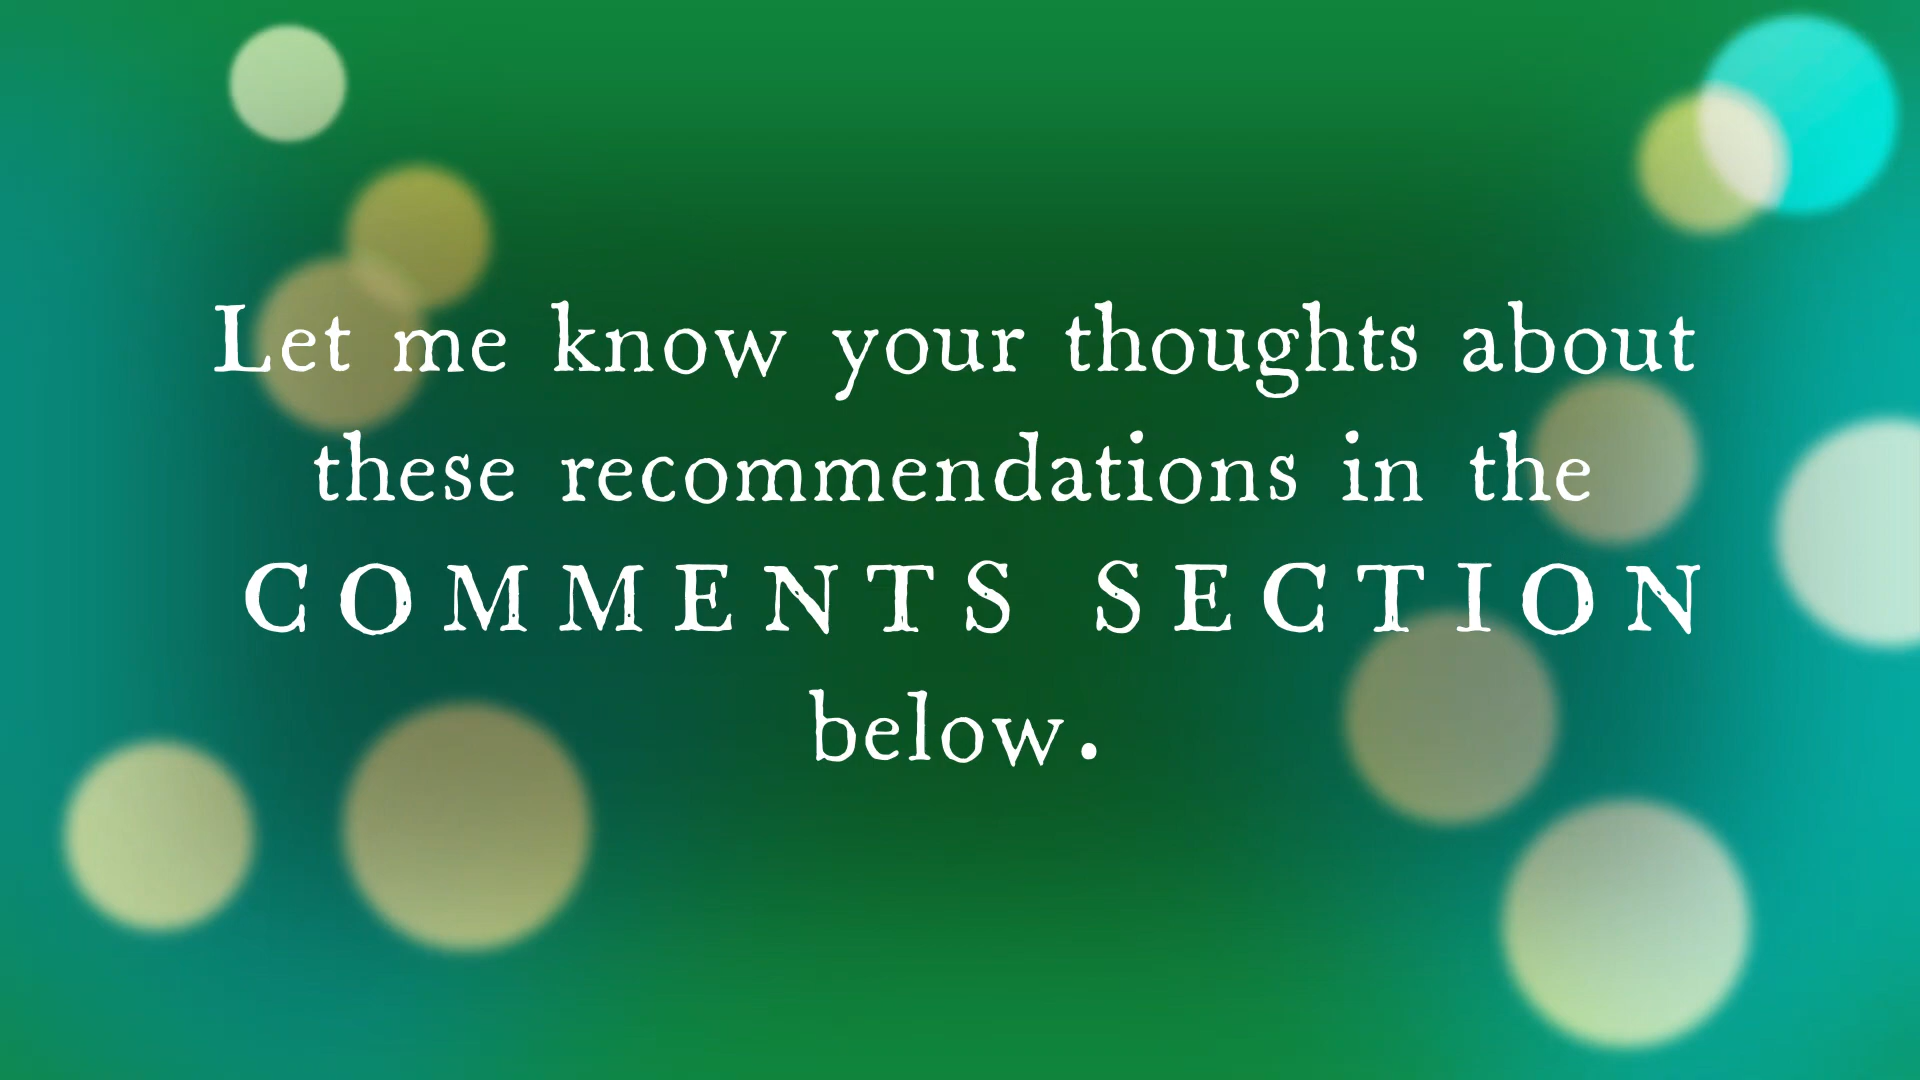 Let me know your thoughts about
these recommendations in the
COMMENTS SECTION
below.